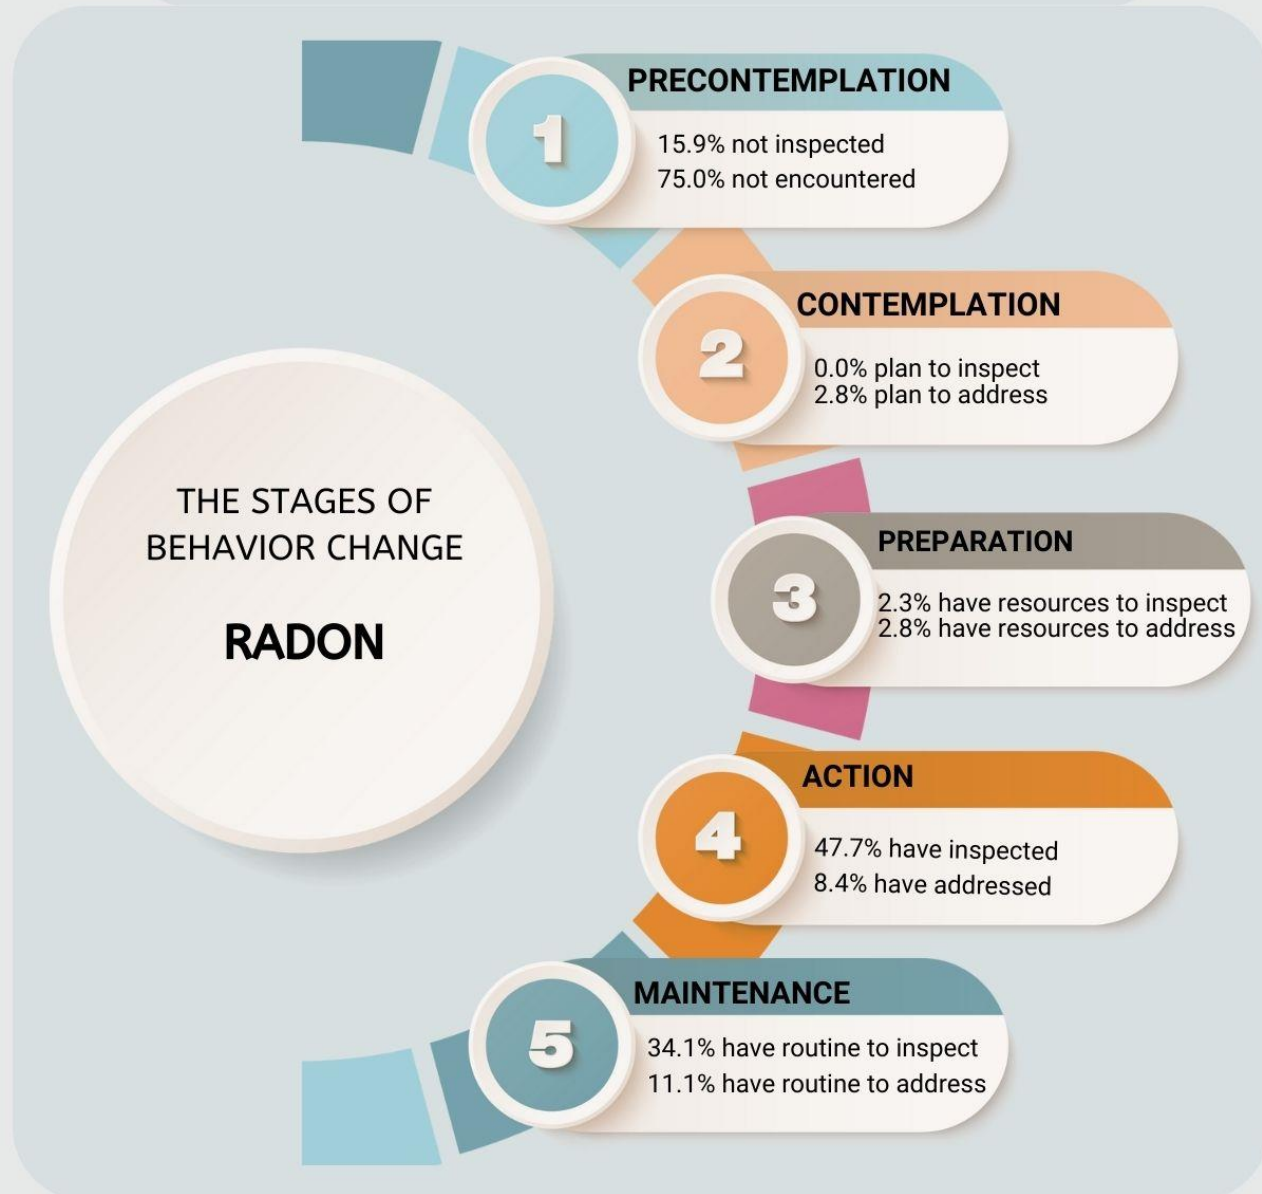 THE STAGES OF
BEHAVIOR CHANGE
RADON
1
PRECONTEMPLATION
15.9% not inspected
75.0% not encountered
2
CONTEMPLATION
0.0% plan to inspect
2.8% plan to address
3
PREPARATION
2.3% have resources to inspect
2.8% have resources to address
4
ACTION
47.7% have inspected
8.4% have addressed
5
MAINTENANCE
34.1% have routine to inspect
11.1% have routine to address